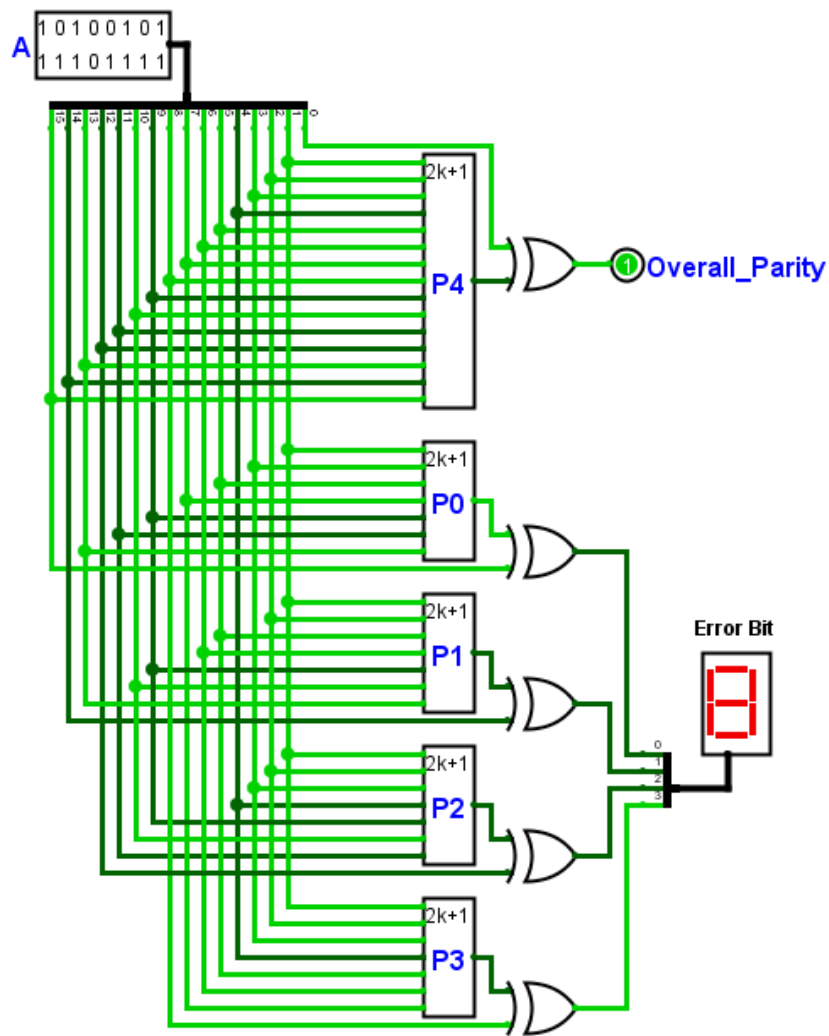 1 0 1 0 0 1 0 1
A
1 1 1 0 1 1 1 1
15 14 13 12 11 10 9 8 7 6 5 4 3 2 1 0
2k+1
P4
1 Overall_Parity
2k+1
P0
2k+1
P1
Error Bit
8
0
1
2
3
2k+1
P2
2k+1
P3